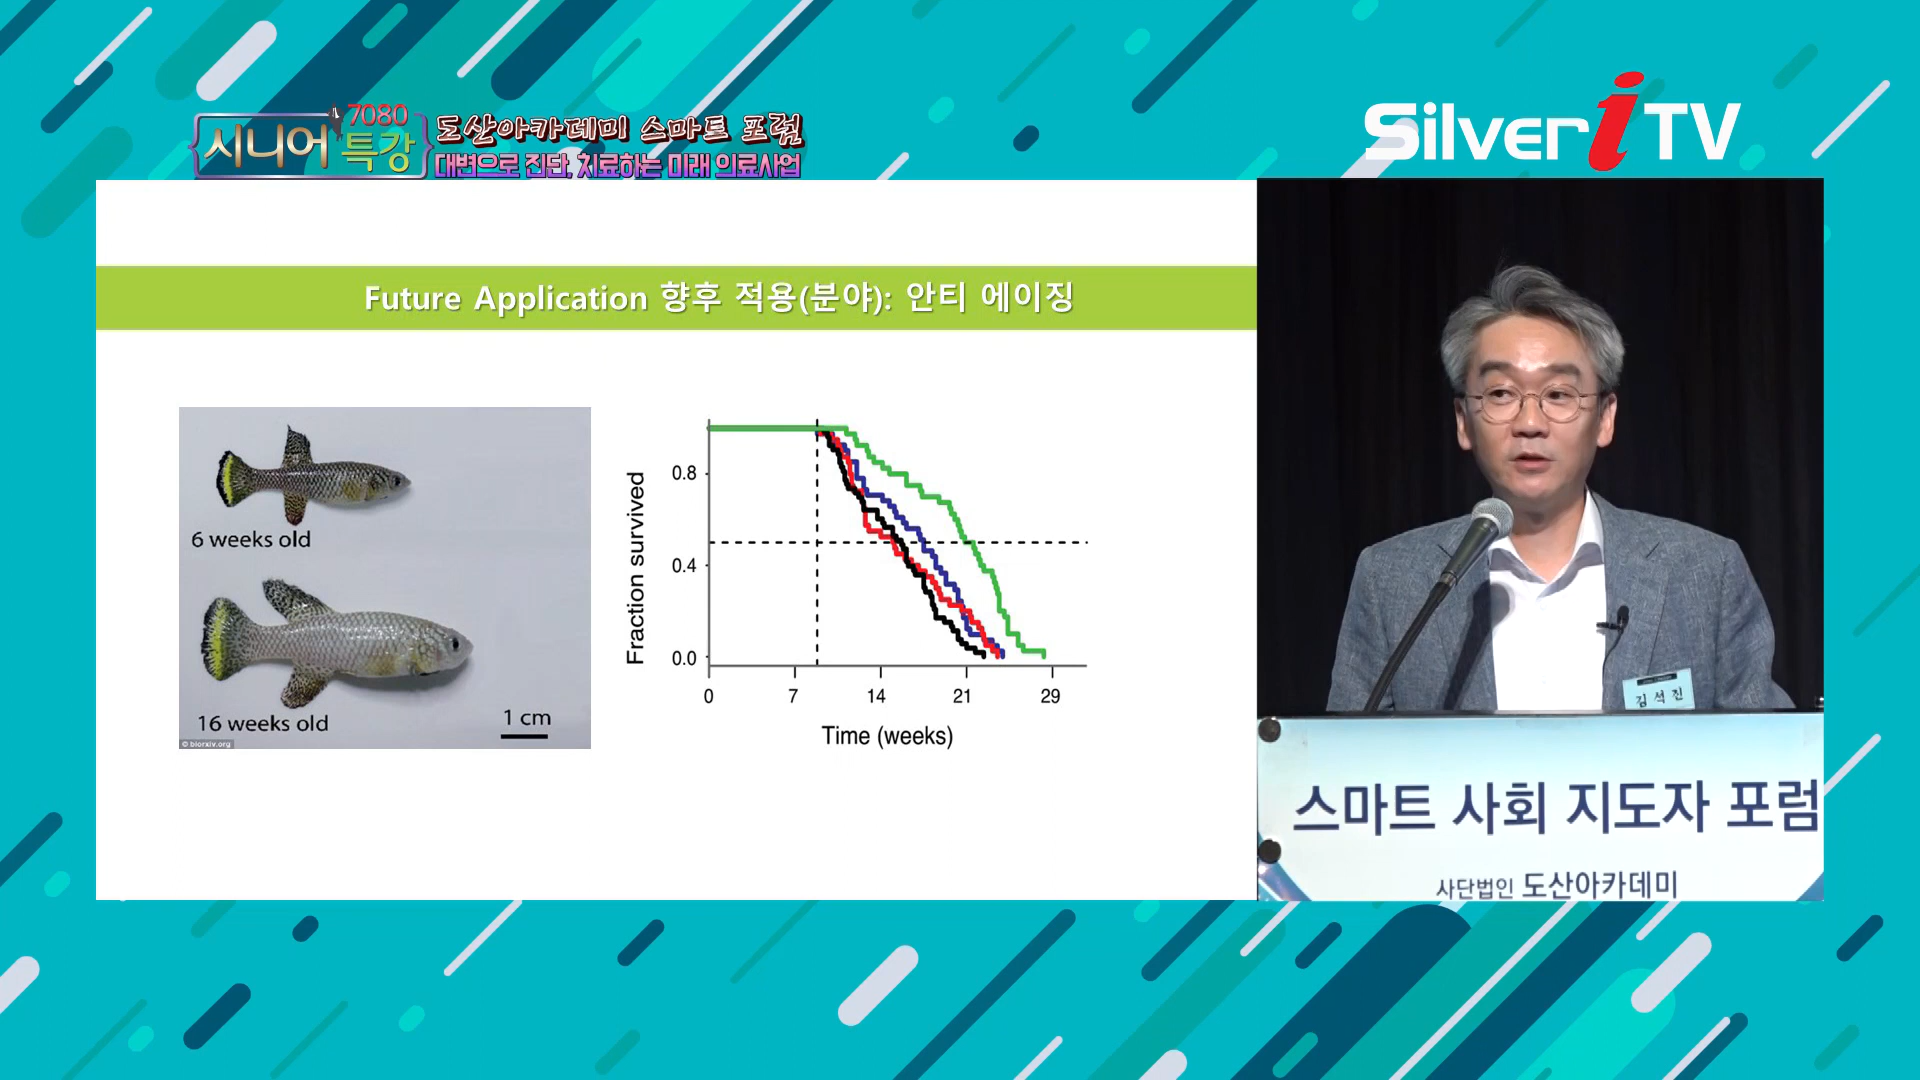 시니어 7080 특강
도산아카데미 스마트 포럼
대변으로 진단, 치료하는 미래 의료사업
Silver i TV
Future Application 향후 적용(분야): 안티 에이징
6 weeks old
16 weeks old
1 cm
© biorxiv.org
Fraction survived
0.8
0.4
0.0
0
7
14
21
29
Time (weeks)
김석진
스마트 사회 지도자 포럼
사단법인 도산아카데미